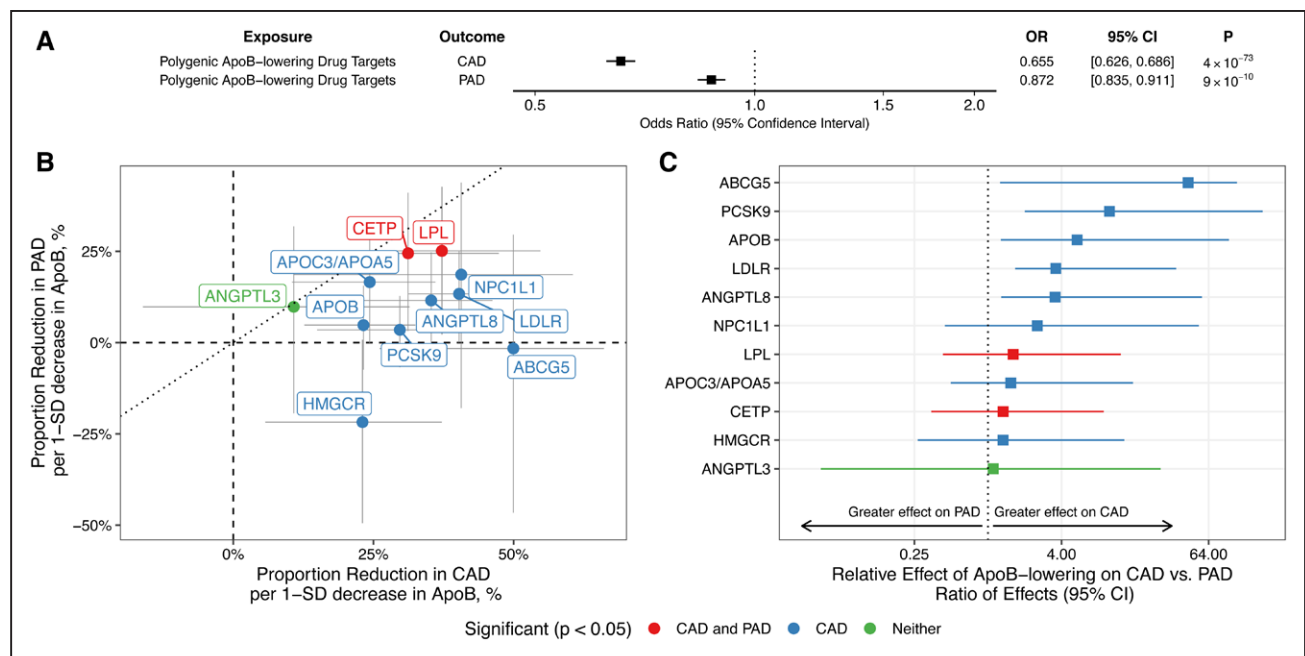 A
Exposure Outcome OR 95% CI P
Polygenic ApoB−lowering Drug Targets CAD 0.655 [0.626, 0.686] 4 × 10⁻⁷³
Polygenic ApoB−lowering Drug Targets PAD 0.872 [0.835, 0.911] 9 × 10⁻¹⁰
0.5 1.0 1.5 2.0
Odds Ratio (95% Confidence Interval)
B
Proportion Reduction in PAD
per 1−SD decrease in ApoB, %
25%
0%
−25%
−50%
CETP
LPL
APOC3/APOA5
ANGPTL3
NPC1L1
APOB
ANGPTL8
LDLR
PCSK9
ABCG5
HMGCR
0% 25% 50%
Proportion Reduction in CAD
per 1−SD decrease in ApoB, %
C
ABCG5
PCSK9
APOB
LDLR
ANGPTL8
NPC1L1
LPL
APOC3/APOA5
CETP
HMGCR
ANGPTL3
Greater effect on PAD Greater effect on CAD
0.25 4.00 64.00
Relative Effect of ApoB−lowering on CAD vs. PAD
Ratio of Effects (95% CI)
Significant (p < 0.05) CAD and PAD CAD Neither